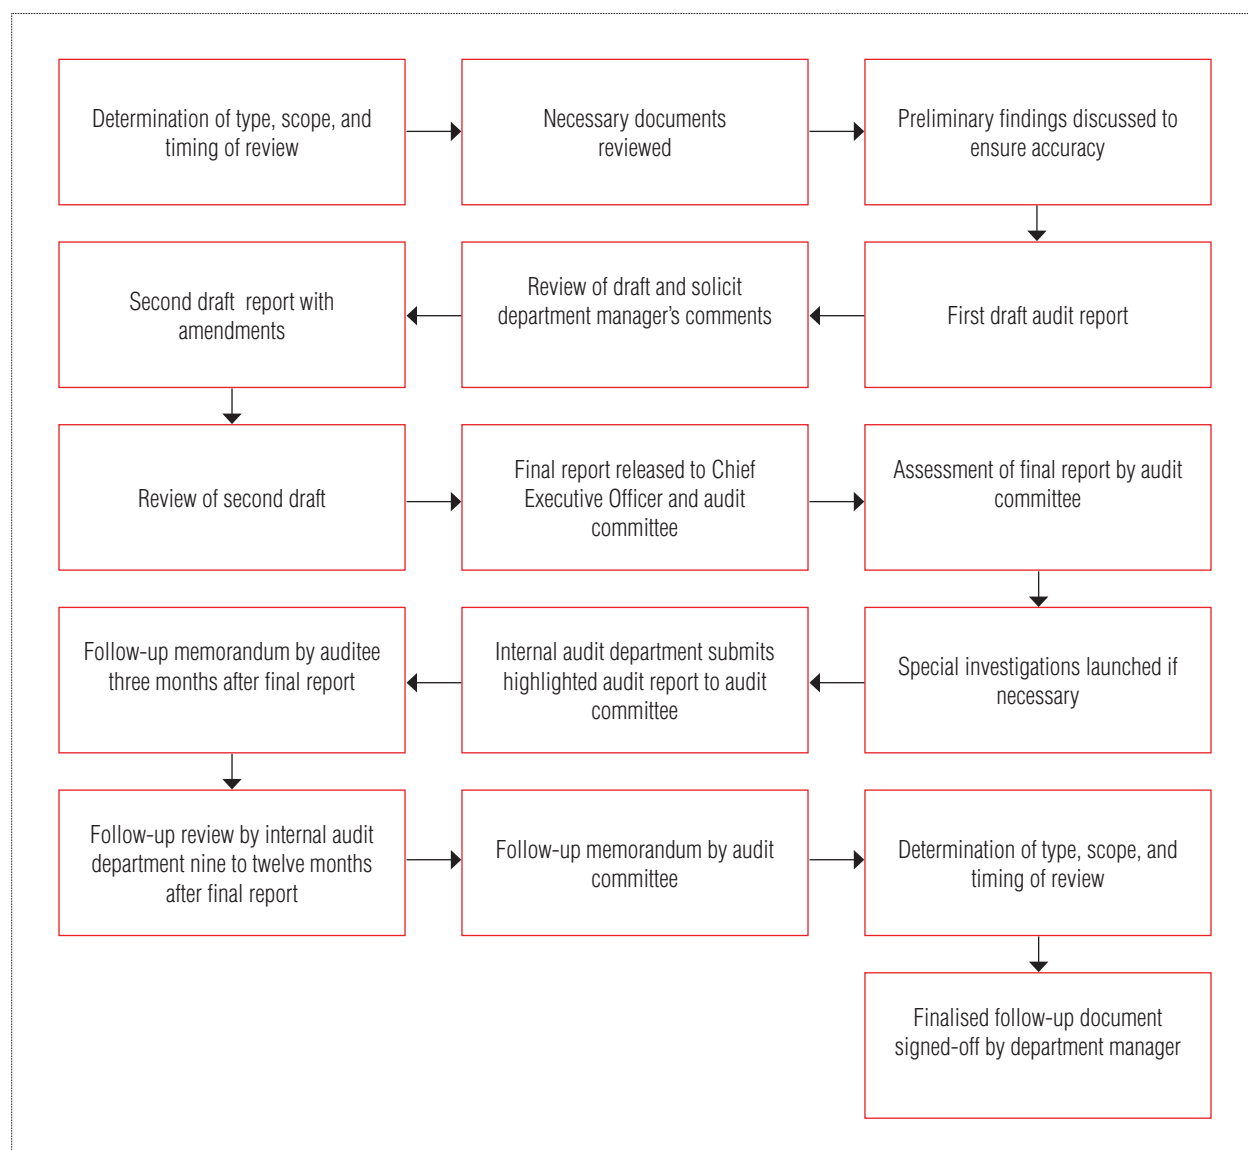 Determination of type, scope, and
timing of review
Necessary documents
reviewed
Preliminary findings discussed to
ensure accuracy
First draft audit report
Review of draft and solicit
department manager's comments
Second draft report with
amendments
Review of second draft
Final report released to Chief
Executive Officer and audit
committee
Assessment of final report by audit
committee
Special investigations launched if
necessary
Internal audit department submits
highlighted audit report to audit
committee
Follow-up memorandum by auditee
three months after final report
Follow-up review by internal audit
department nine to twelve months
after final report
Follow-up memorandum by audit
committee
Determination of type, scope, and
timing of review
Finalised follow-up document
signed-off by department manager